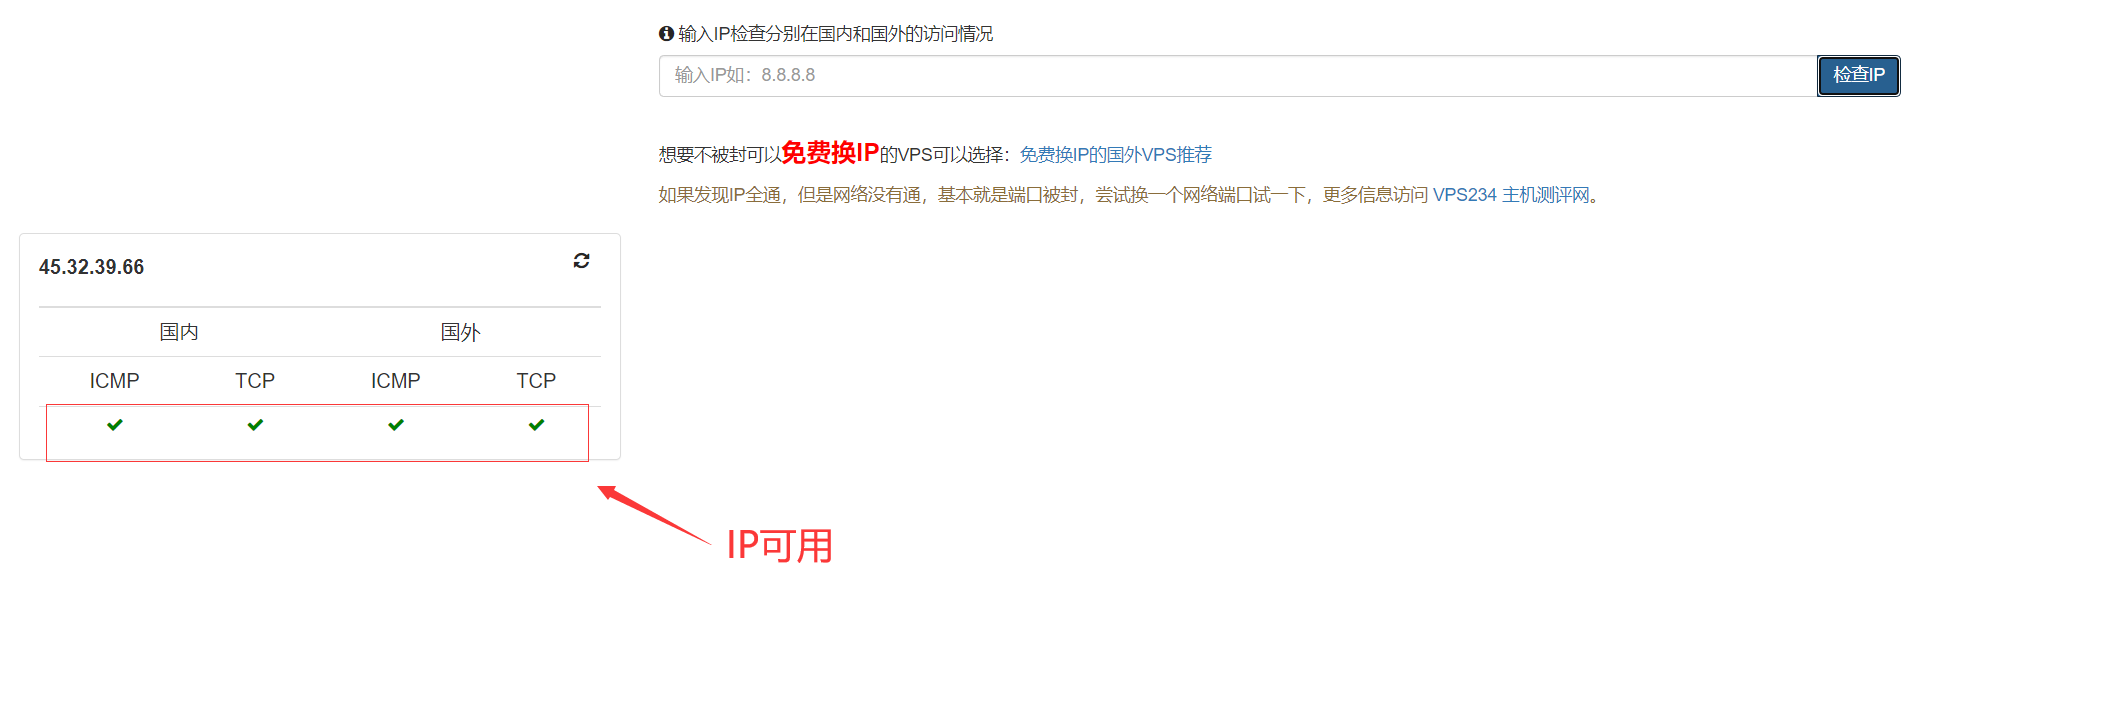 输入IP检查分别在国内和国外的访问情况
输入IP如：8.8.8.8
检查IP
想要不被封可以免费换IP的VPS可以选择：免费换IP的国外VPS推荐
如果发现IP全通，但是网络没有通，基本就是端口被封，尝试换一个网络端口试一下，更多信息访问 VPS234 主机测评网。
45.32.39.66
国内 国外
ICMP TCP ICMP TCP
IP可用